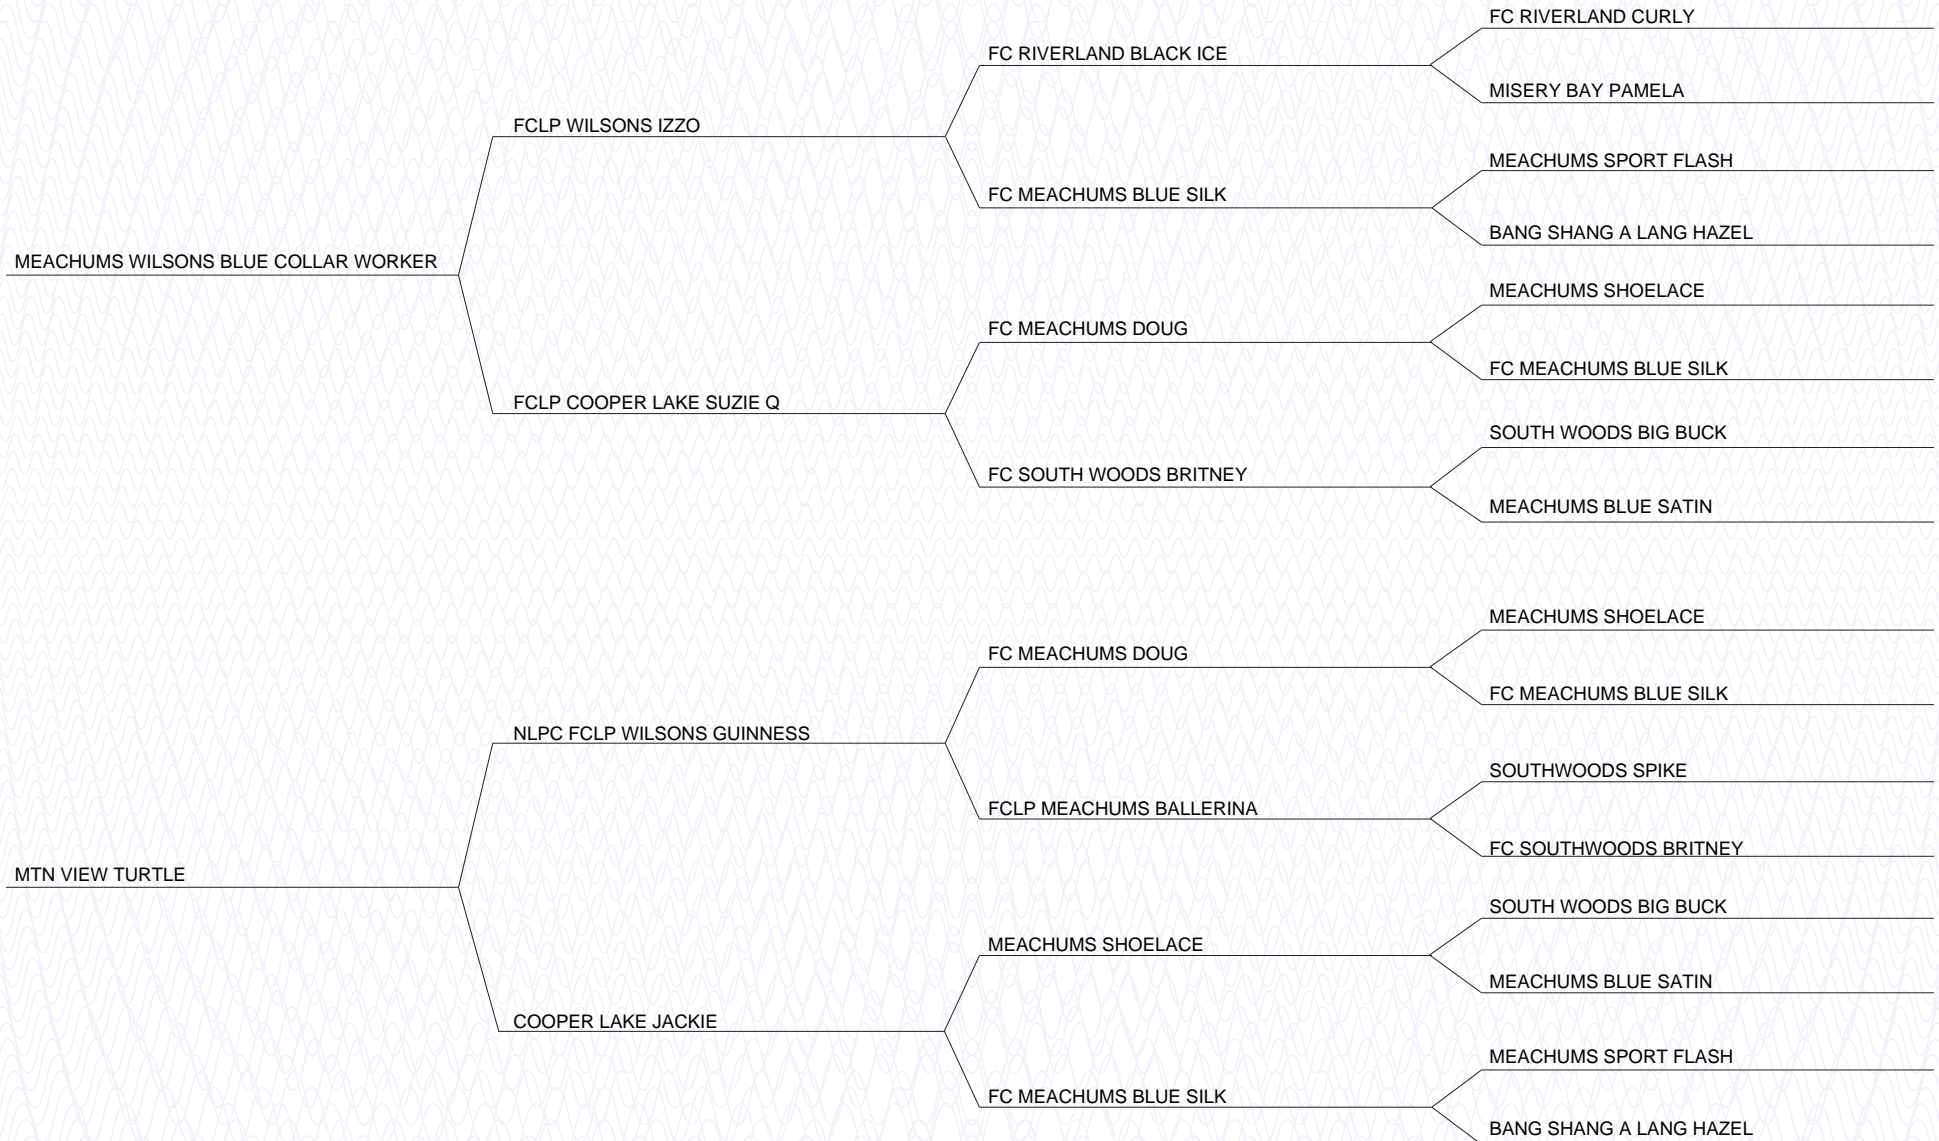 FC RIVERLAND CURLY
FC RIVERLAND BLACK ICE
MISERY BAY PAMELA
FCLP WILSONS IZZO
MEACHUMS SPORT FLASH
FC MEACHUMS BLUE SILK
BANG SHANG A LANG HAZEL
MEACHUMS WILSONS BLUE COLLAR WORKER
MEACHUMS SHOELACE
FC MEACHUMS DOUG
FC MEACHUMS BLUE SILK
FCLP COOPER LAKE SUZIE Q
SOUTH WOODS BIG BUCK
FC SOUTH WOODS BRITNEY
MEACHUMS BLUE SATIN
MEACHUMS SHOELACE
FC MEACHUMS DOUG
FC MEACHUMS BLUE SILK
NLPC FCLP WILSONS GUINNESS
SOUTHWOODS SPIKE
FCLP MEACHUMS BALLERINA
FC SOUTHWOODS BRITNEY
MTN VIEW TURTLE
SOUTH WOODS BIG BUCK
MEACHUMS SHOELACE
MEACHUMS BLUE SATIN
COOPER LAKE JACKIE
MEACHUMS SPORT FLASH
FC MEACHUMS BLUE SILK
BANG SHANG A LANG HAZEL